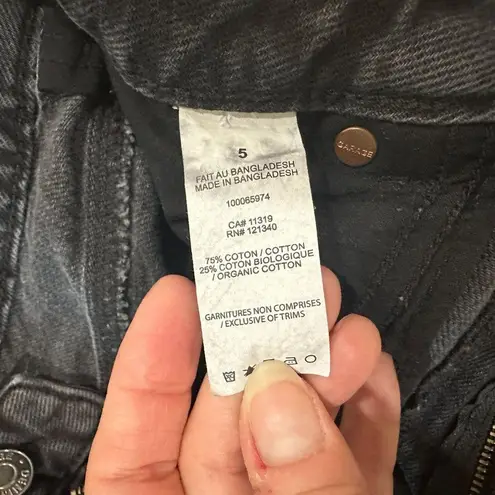 5
FAIT AU BANGLADESH
MADE IN BANGLADESH
100065974
CA# 11319
RN# 121340
75% COTON / COTTON
25% COTON BIOLOGIQUE
/ ORGANIC COTTON
GARNITURES NON COMPRISES
/ EXCLUSIVE OF TRIMS
GARAGE